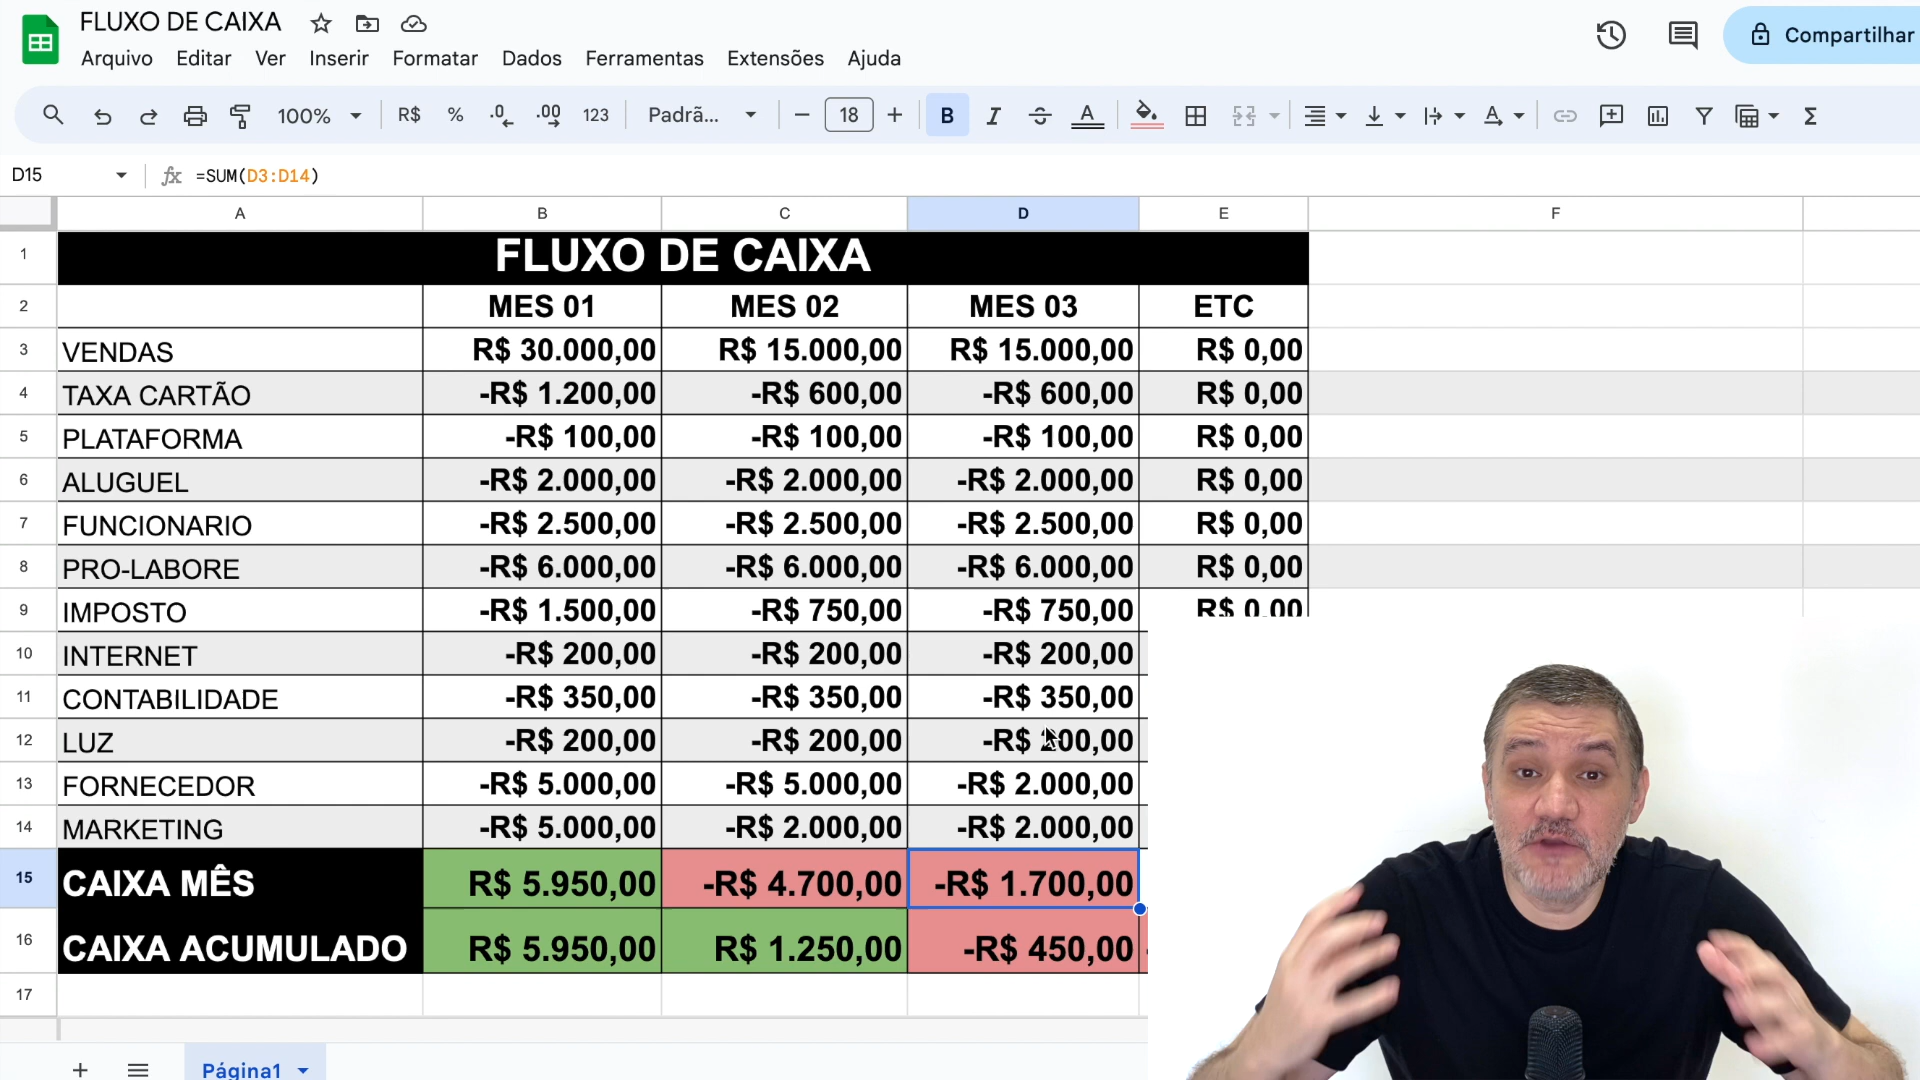 FLUXO DE CAIXA
Arquivo Editar Ver Inserir Formatar Dados Ferramentas Extensões Ajuda
Compartilhar
100% R$ % .0 .00 123 Padrã... 18 B I A A Σ
D15 fx =SUM(D3:D14)
A B C D E F
1 FLUXO DE CAIXA
2 MES 01 MES 02 MES 03 ETC
3 VENDAS R$ 30.000,00 R$ 15.000,00 R$ 15.000,00 R$ 0,00
4 TAXA CARTÃO -R$ 1.200,00 -R$ 600,00 -R$ 600,00 R$ 0,00
5 PLATAFORMA -R$ 100,00 -R$ 100,00 -R$ 100,00 R$ 0,00
6 ALUGUEL -R$ 2.000,00 -R$ 2.000,00 -R$ 2.000,00 R$ 0,00
7 FUNCIONARIO -R$ 2.500,00 -R$ 2.500,00 -R$ 2.500,00 R$ 0,00
8 PRO-LABORE -R$ 6.000,00 -R$ 6.000,00 -R$ 6.000,00 R$ 0,00
9 IMPOSTO -R$ 1.500,00 -R$ 750,00 -R$ 750,00 R$ 0,00
10 INTERNET -R$ 200,00 -R$ 200,00 -R$ 200,00
11 CONTABILIDADE -R$ 350,00 -R$ 350,00 -R$ 350,00
12 LUZ -R$ 200,00 -R$ 200,00 -R$ 200,00
13 FORNECEDOR -R$ 5.000,00 -R$ 5.000,00 -R$ 2.000,00
14 MARKETING -R$ 5.000,00 -R$ 2.000,00 -R$ 2.000,00
15 CAIXA MÊS R$ 5.950,00 -R$ 4.700,00 -R$ 1.700,00
16 CAIXA ACUMULADO R$ 5.950,00 R$ 1.250,00 -R$ 450,00
17
Página1